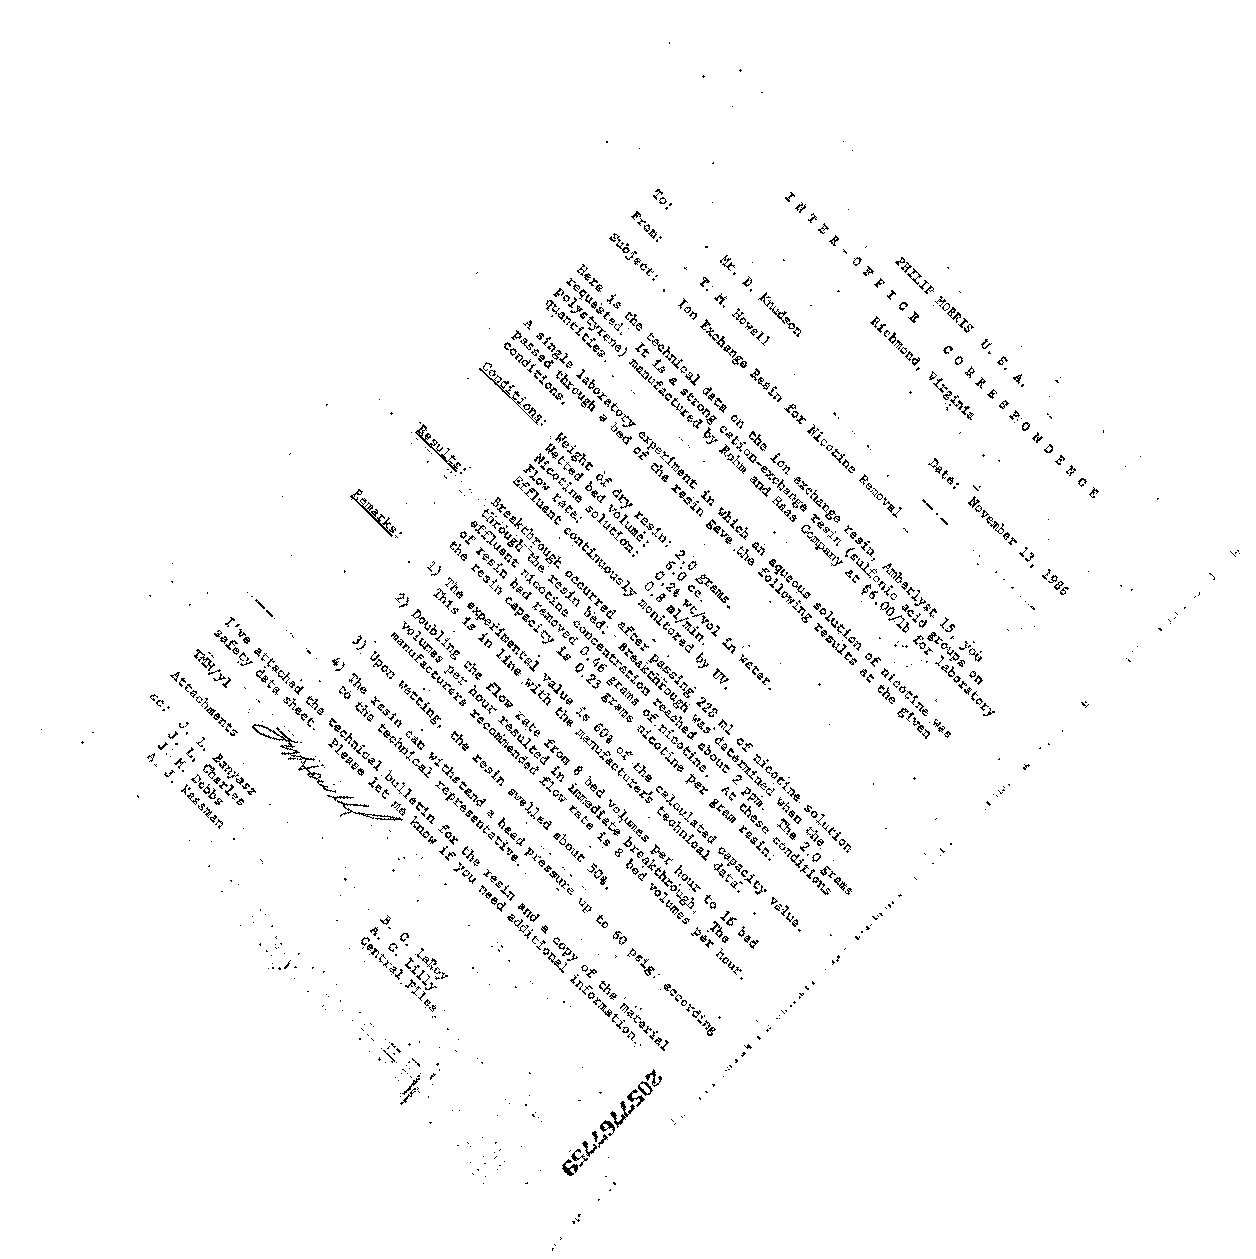 PHILIP MORRIS U. S. A.
INTER-OFFICE CORRESPONDENCE
Richmond, Virginia
To: Mr. D. Knudson
Date: November 13, 1986
From: T. M. Howell
Subject: Ion Exchange Resin for Nicotine Removal
Here is the technical data on the ion exchange resin, Amberlyst 15, you
requested. It is a strong cation-exchange resin (sulfonic acid groups on
polystyrene) manufactured by Rohm and Haas Company at $6.00/lb for laboratory
quantities.
A single laboratory experiment in which an aqueous solution of nicotine was
passed through a bed of the resin gave the following results at the given
conditions.
Conditions: Weight of dry resin: 2.0 grams.
Wetted bed volume: 6.0 cc.
Nicotine solution: 0.2% wt/vol in water.
Flow rate: 0.8 ml/min.
Effluent continuously monitored by UV.
Results: Breakthrough occurred after passing 228 ml of nicotine solution
through the resin bed. Breakthrough was determined when the
effluent nicotine concentration reached about 2 ppm. The 2.0 grams
of resin had removed 0.46 grams of nicotine. At these conditions
the resin capacity is 0.23 grams nicotine per gram resin.
Remarks: 1) The experimental value is 60% of the calculated capacity value.
This is in line with the manufacturers technical data.
2) Doubling the flow rate from 8 bed volumes per hour to 16 bed
volumes per hour resulted in immediate breakthrough. The
manufacturers recommended flow rate is 8 bed volumes per hour.
3) Upon wetting, the resin swelled about 50%.
4) The resin can withstand a head pressure up to 60 psig. according
to the technical representative.
I've attached the technical bulletin for the resin and a copy of the material
safety data sheet. Please let me know if you need additional information.
TMH/yl
Attachments
cc: J. L. Banyasz
J. L. Charles
J. M. Dobbs
A. J. Kassman
B. C. LaRoy
A. C. Lilly
Central Files
2057767759